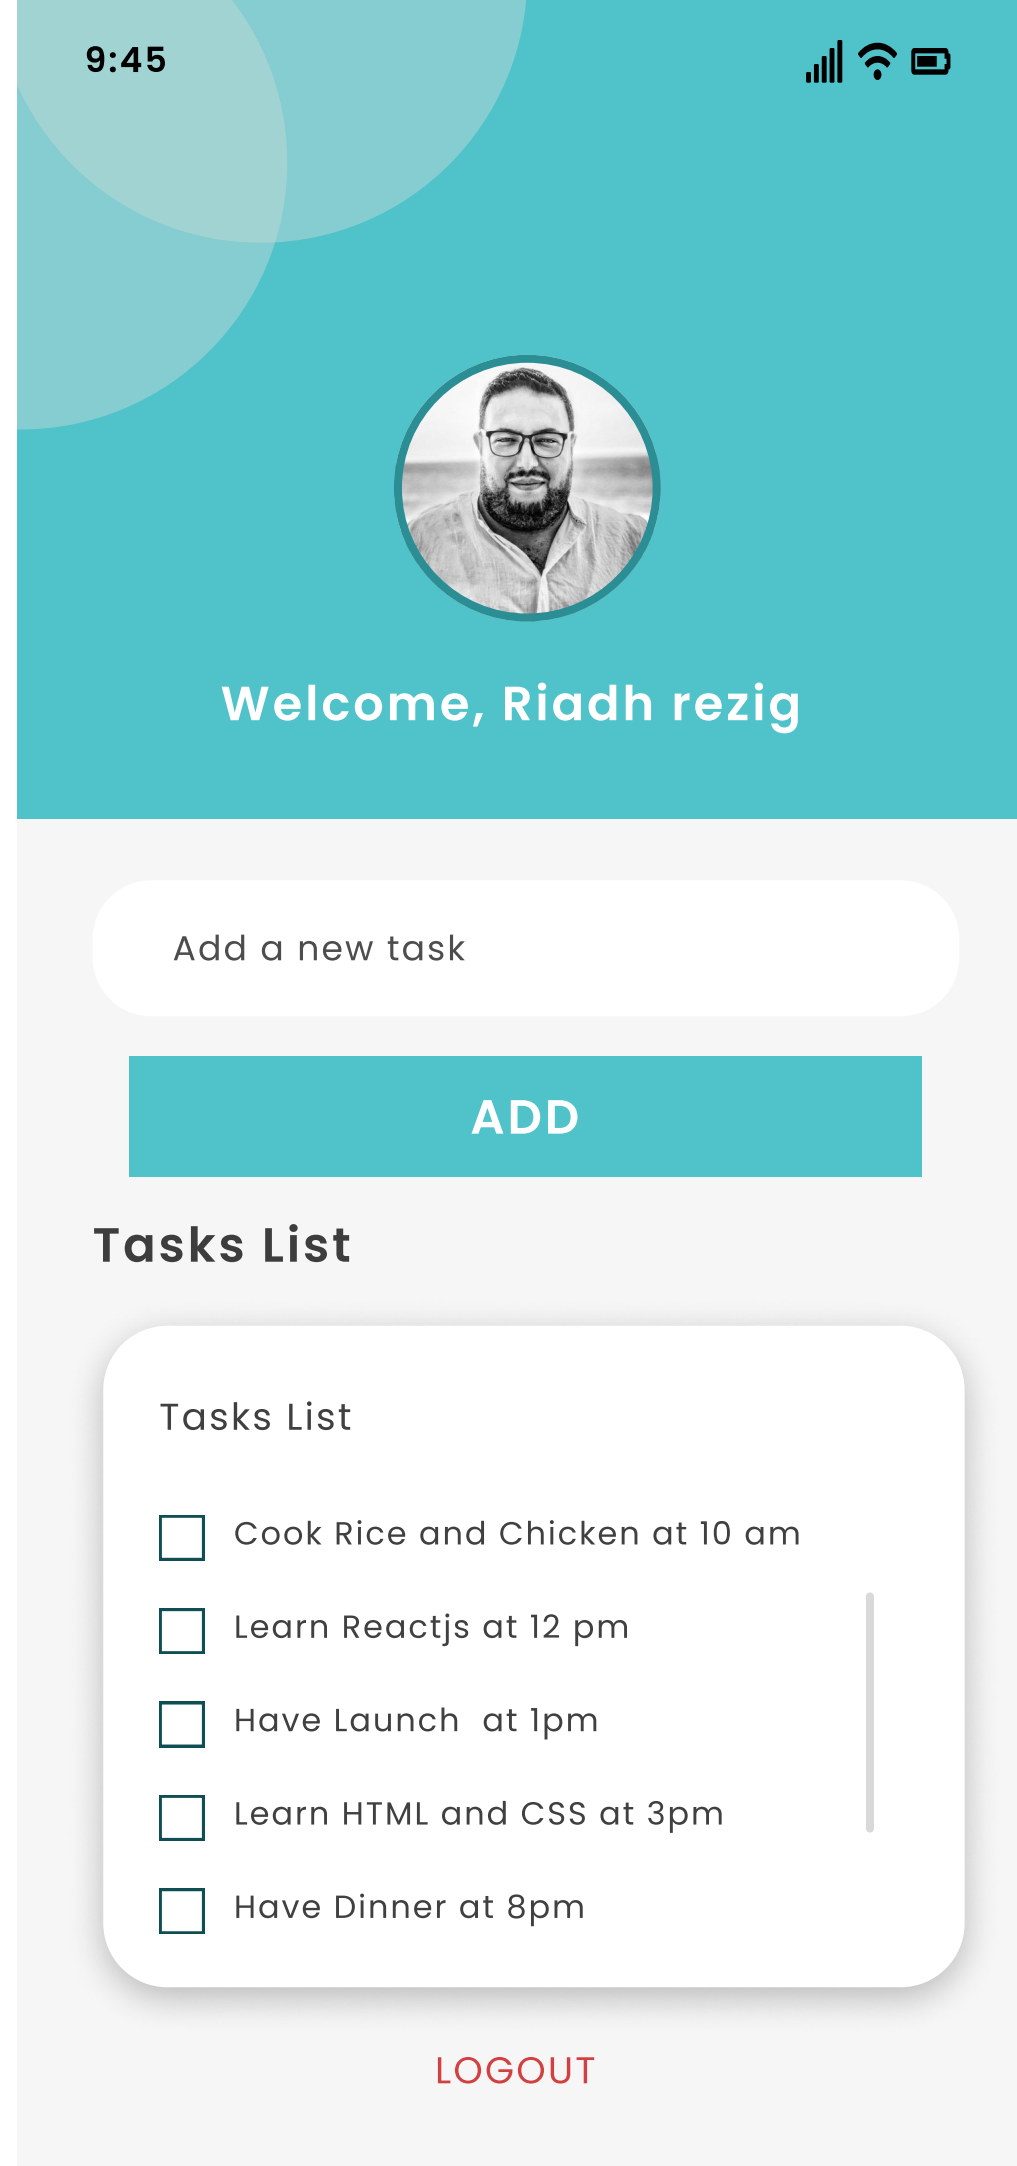 9:45
Welcome, Riadh rezig
Add a new task
ADD
Tasks List
Tasks List
Cook Rice and Chicken at 10 am
Learn Reactjs at 12 pm
Have Launch  at 1pm
Learn HTML and CSS at 3pm
Have Dinner at 8pm
LOGOUT